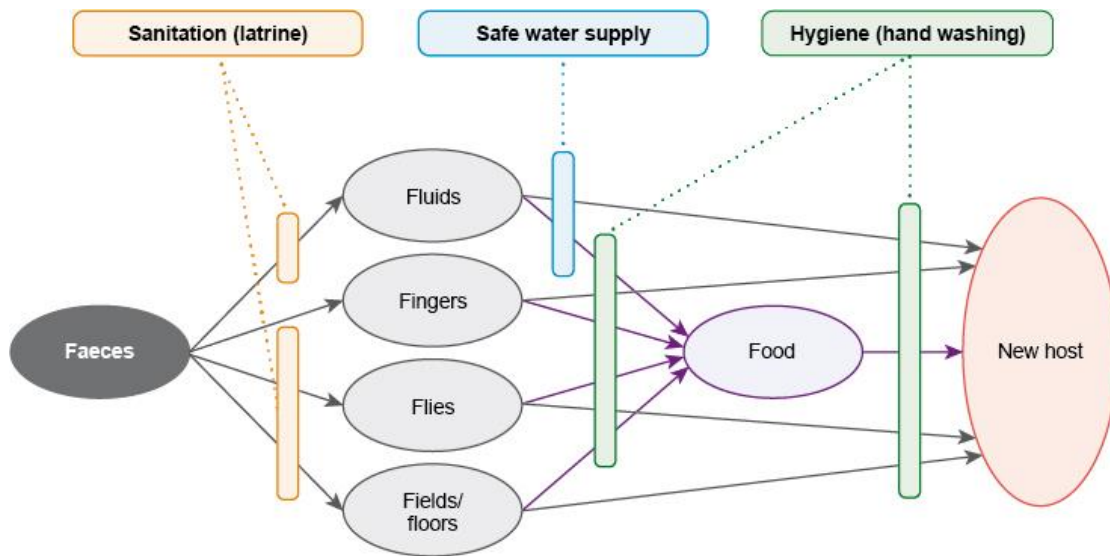 Sanitation (latrine)
Safe water supply
Hygiene (hand washing)
Fluids
Fingers
Faeces
Food
New host
Flies
Fields/
floors